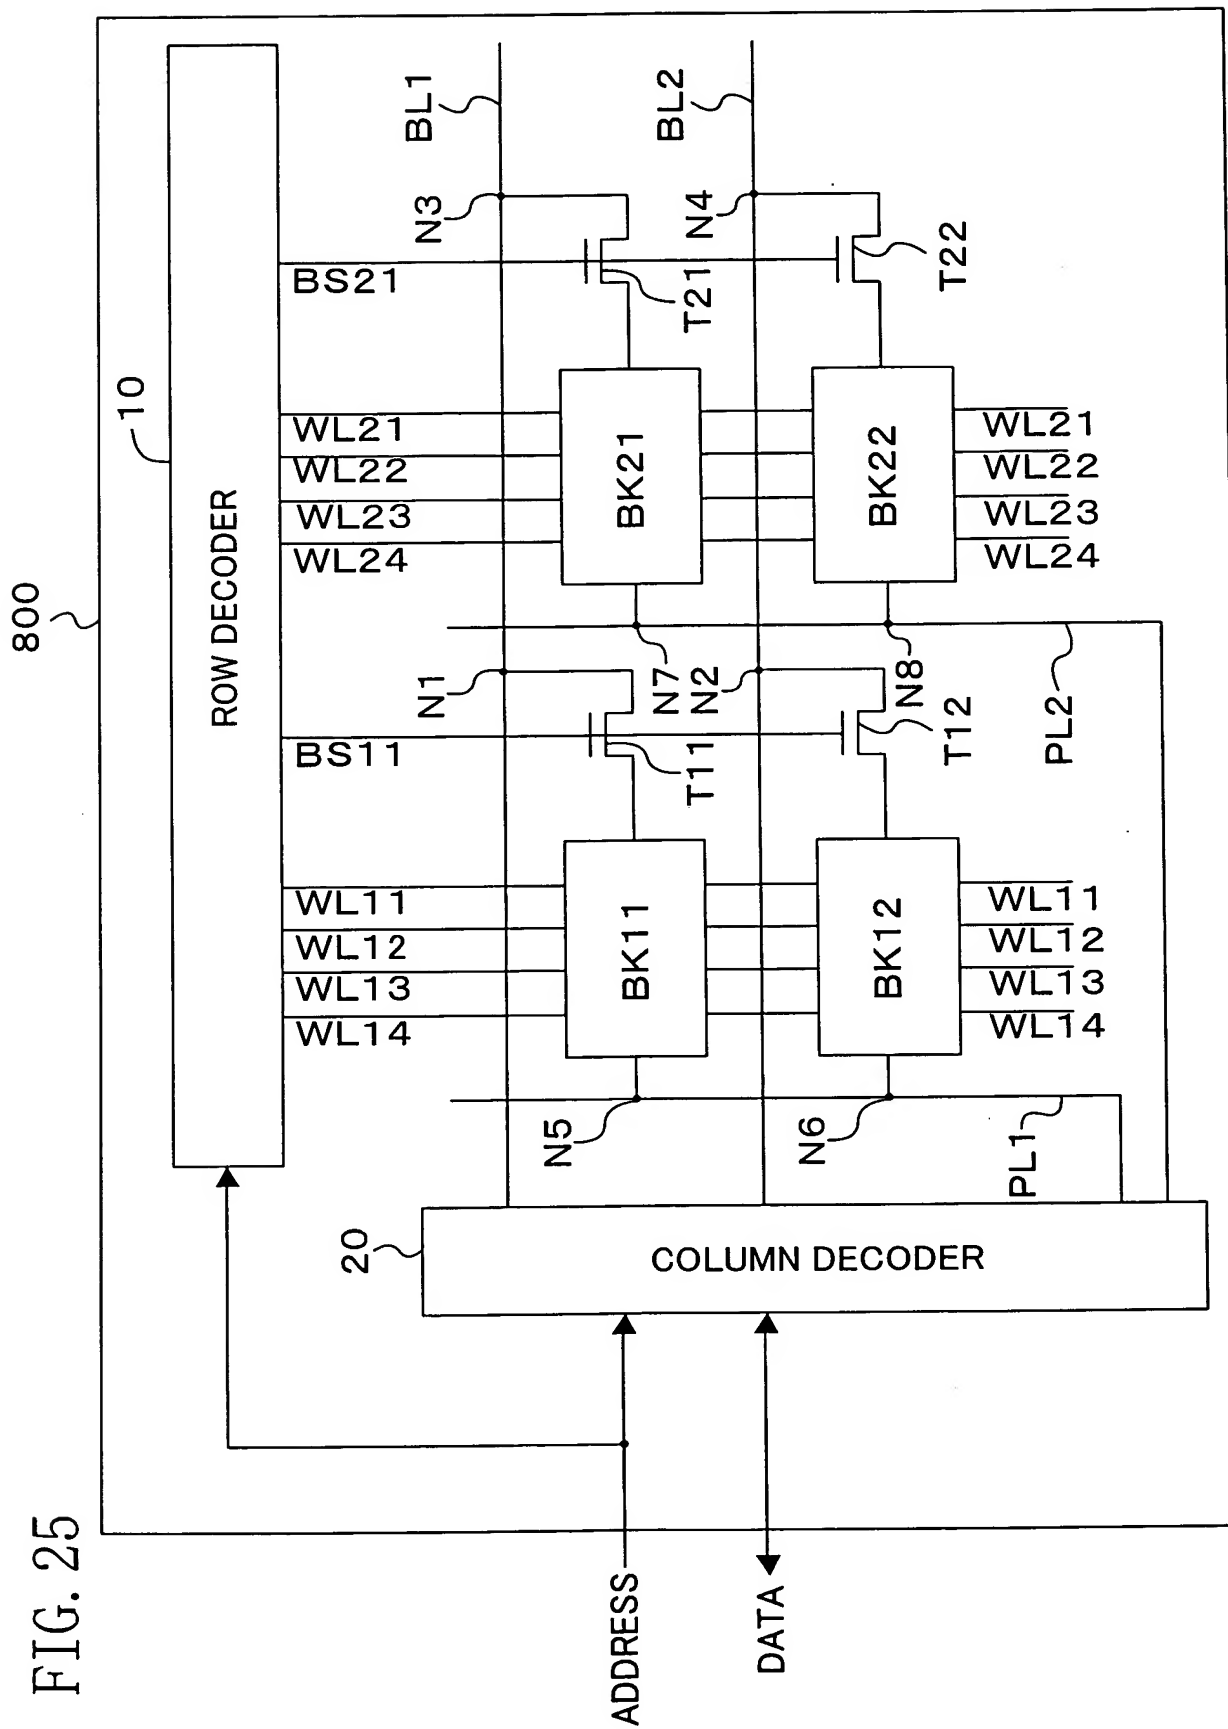 FIG. 25
800
10
ROW DECODER
WL14
WL13
WL12
WL11
BS11
WL24
WL23
WL22
WL21
BS21
N1
N3
BL1
20
COLUMN DECODER
N5
BK11
T11
N7
BK21
T21
N2
N4
BL2
N6
BK12
T12
N8
BK22
T22
PL1
WL14
WL13
WL12
WL11
PL2
WL24
WL23
WL22
WL21
ADDRESS
DATA